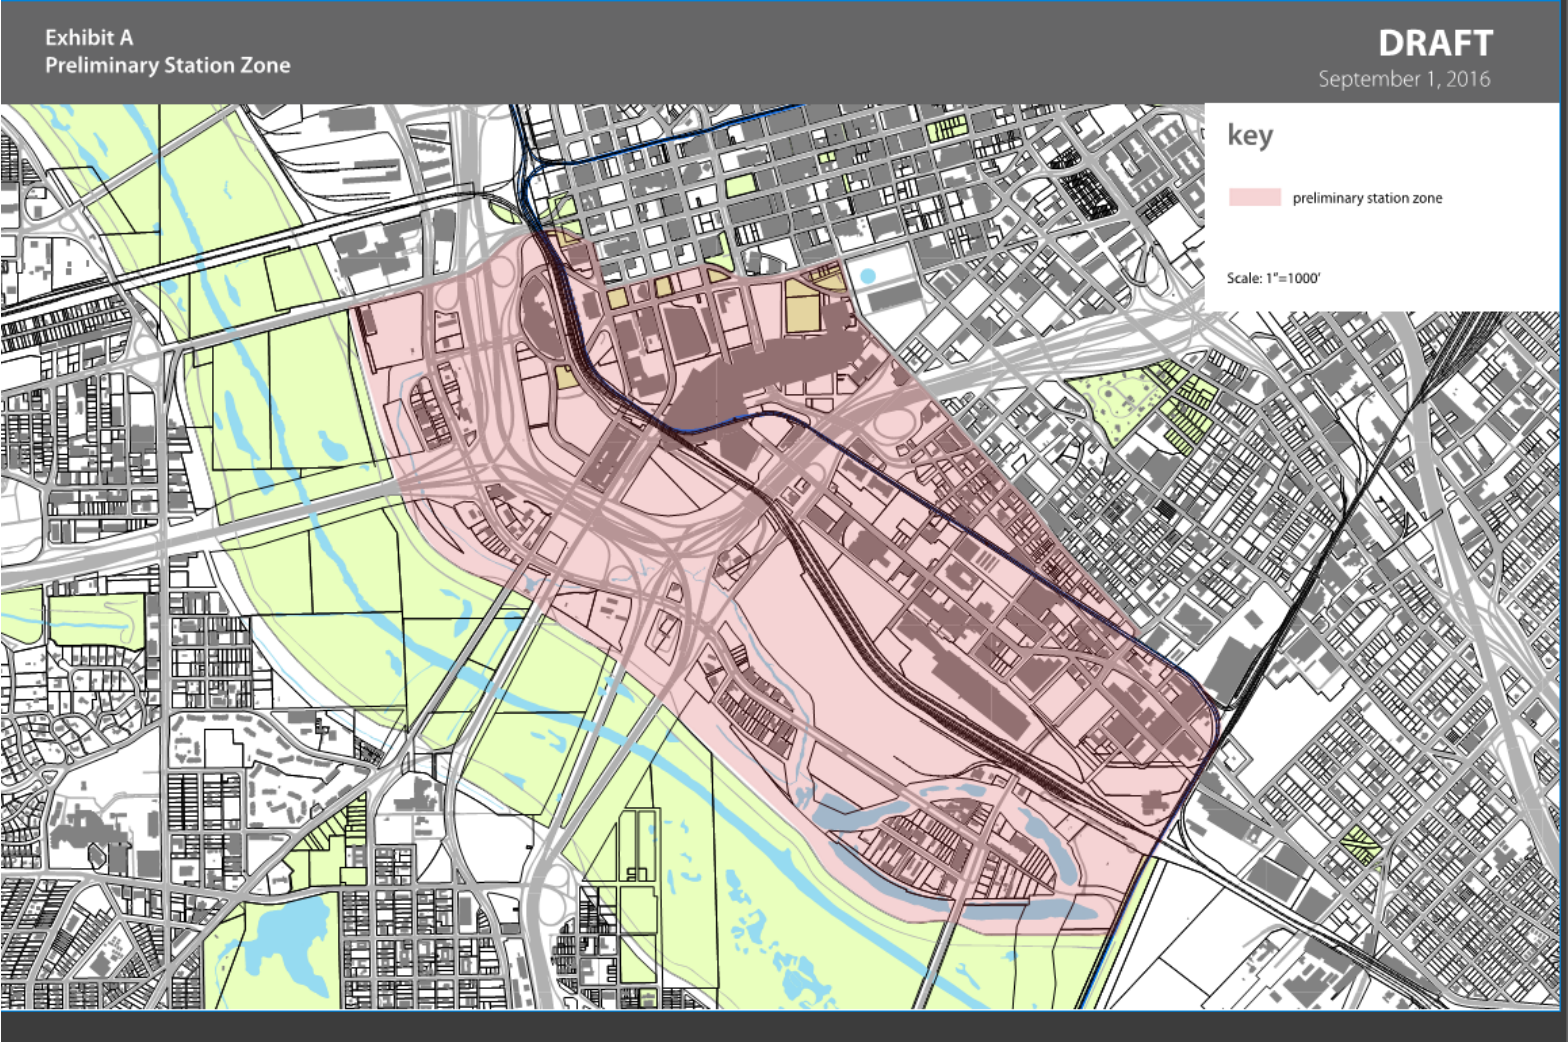 Exhibit A
Preliminary Station Zone
DRAFT
September 1, 2016
key
preliminary station zone
Scale: 1"=1000'